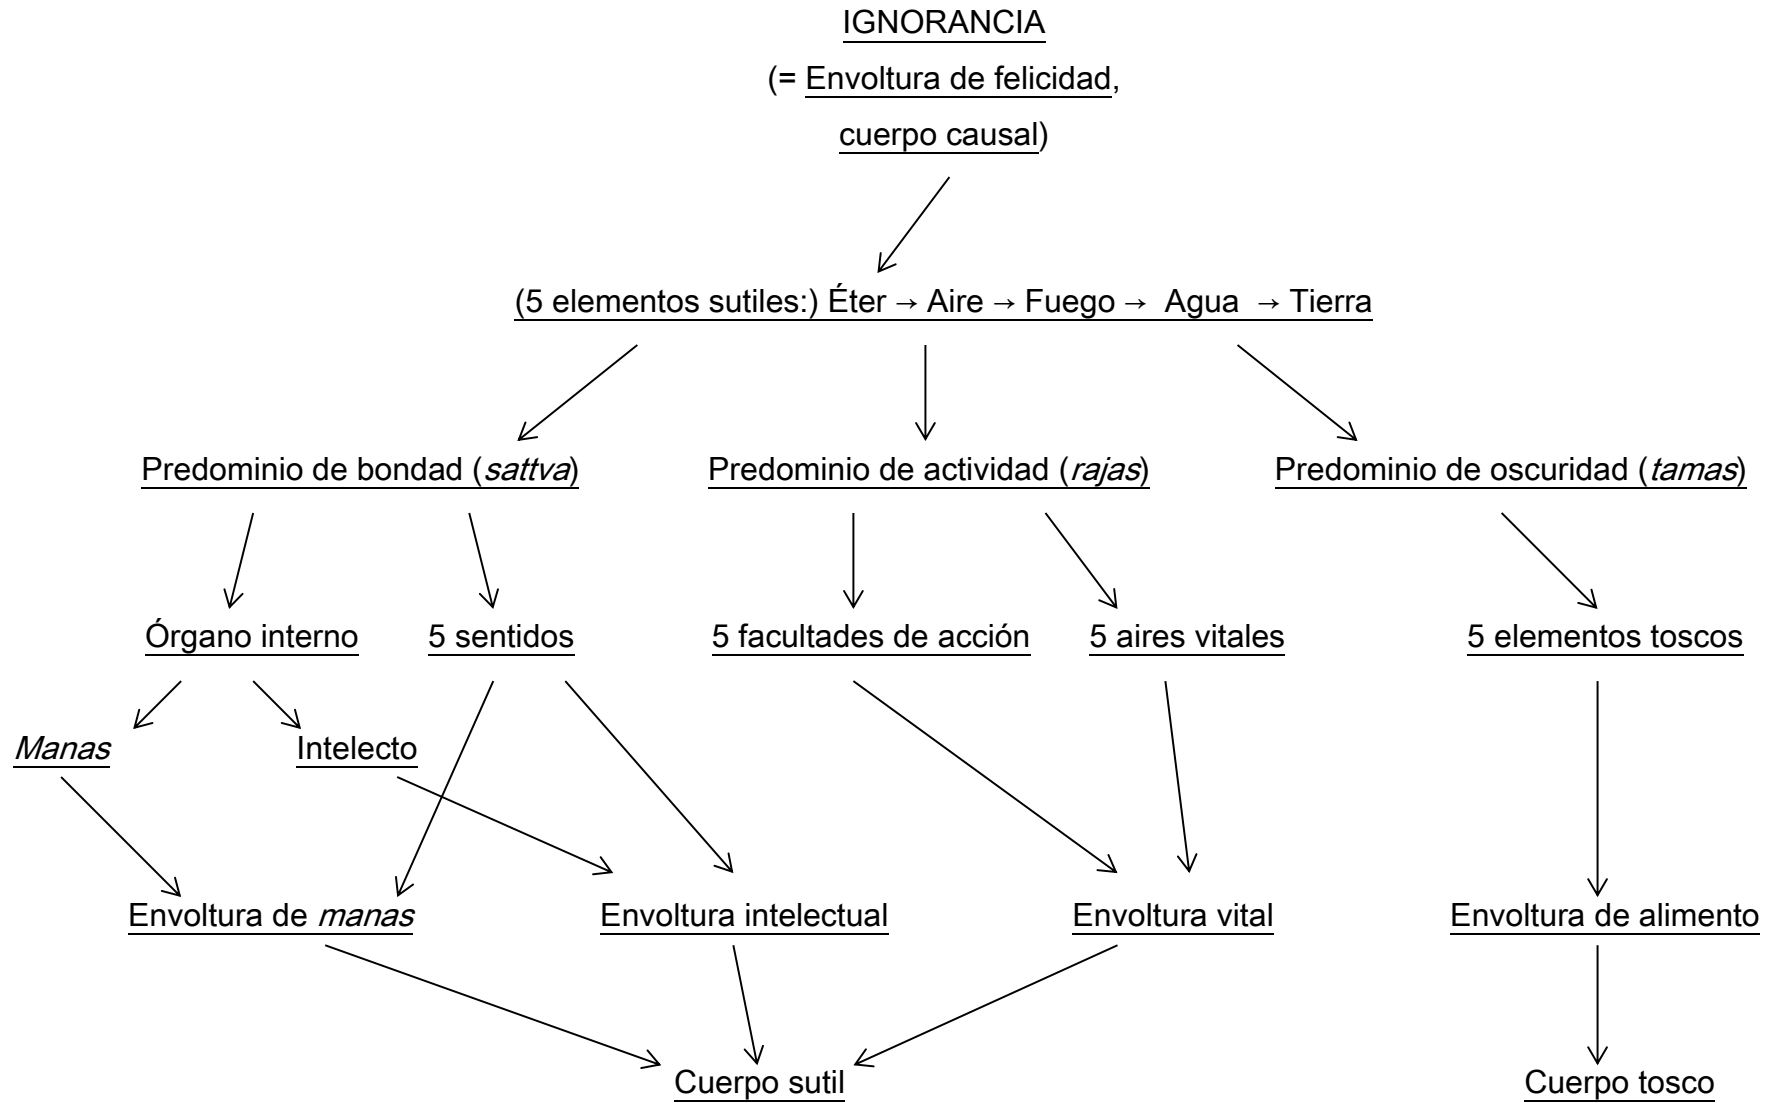 IGNORANCIA
(= Envoltura de felicidad,
cuerpo causal)
(5 elementos sutiles:) Éter → Aire → Fuego → Agua → Tierra
Predominio de bondad (sattva)
Predominio de actividad (rajas)
Predominio de oscuridad (tamas)
Órgano interno
5 sentidos
5 facultades de acción
5 aires vitales
5 elementos toscos
Manas
Intelecto
Envoltura de manas
Envoltura intelectual
Envoltura vital
Envoltura de alimento
Cuerpo sutil
Cuerpo tosco